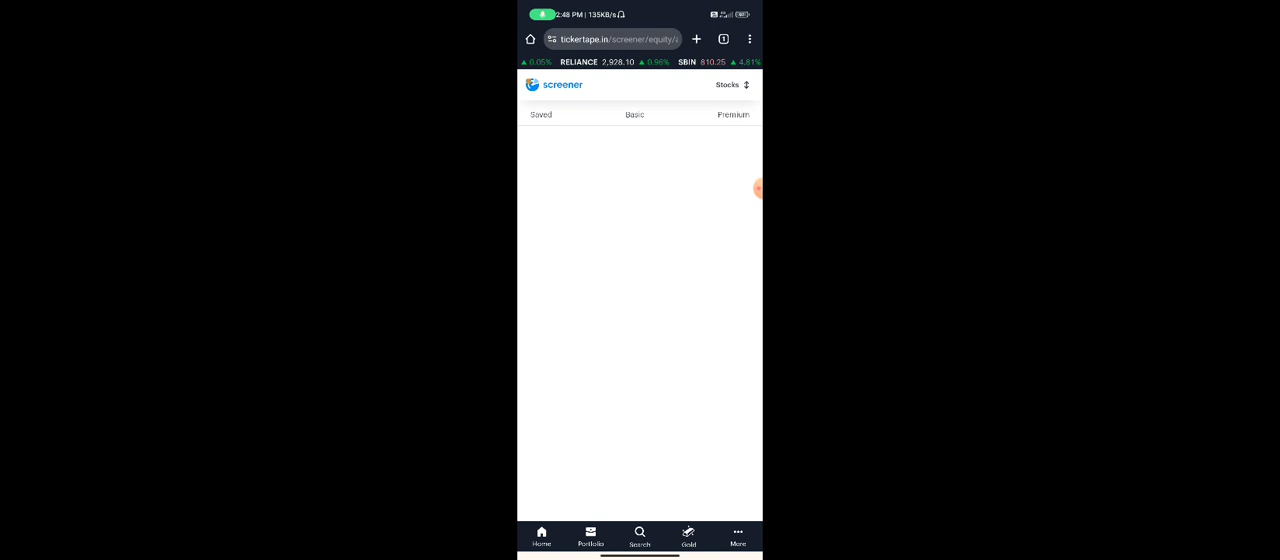 2:48 PM | 135KB/s
tickertape.in/screener/equity/
▲ 0.05% RELIANCE 2,928.10 ▲ 0.96% SBIN 810.25 ▲ 4.81%
screener Stocks
Saved Basic Premium
Home Portfolio Search Gold More